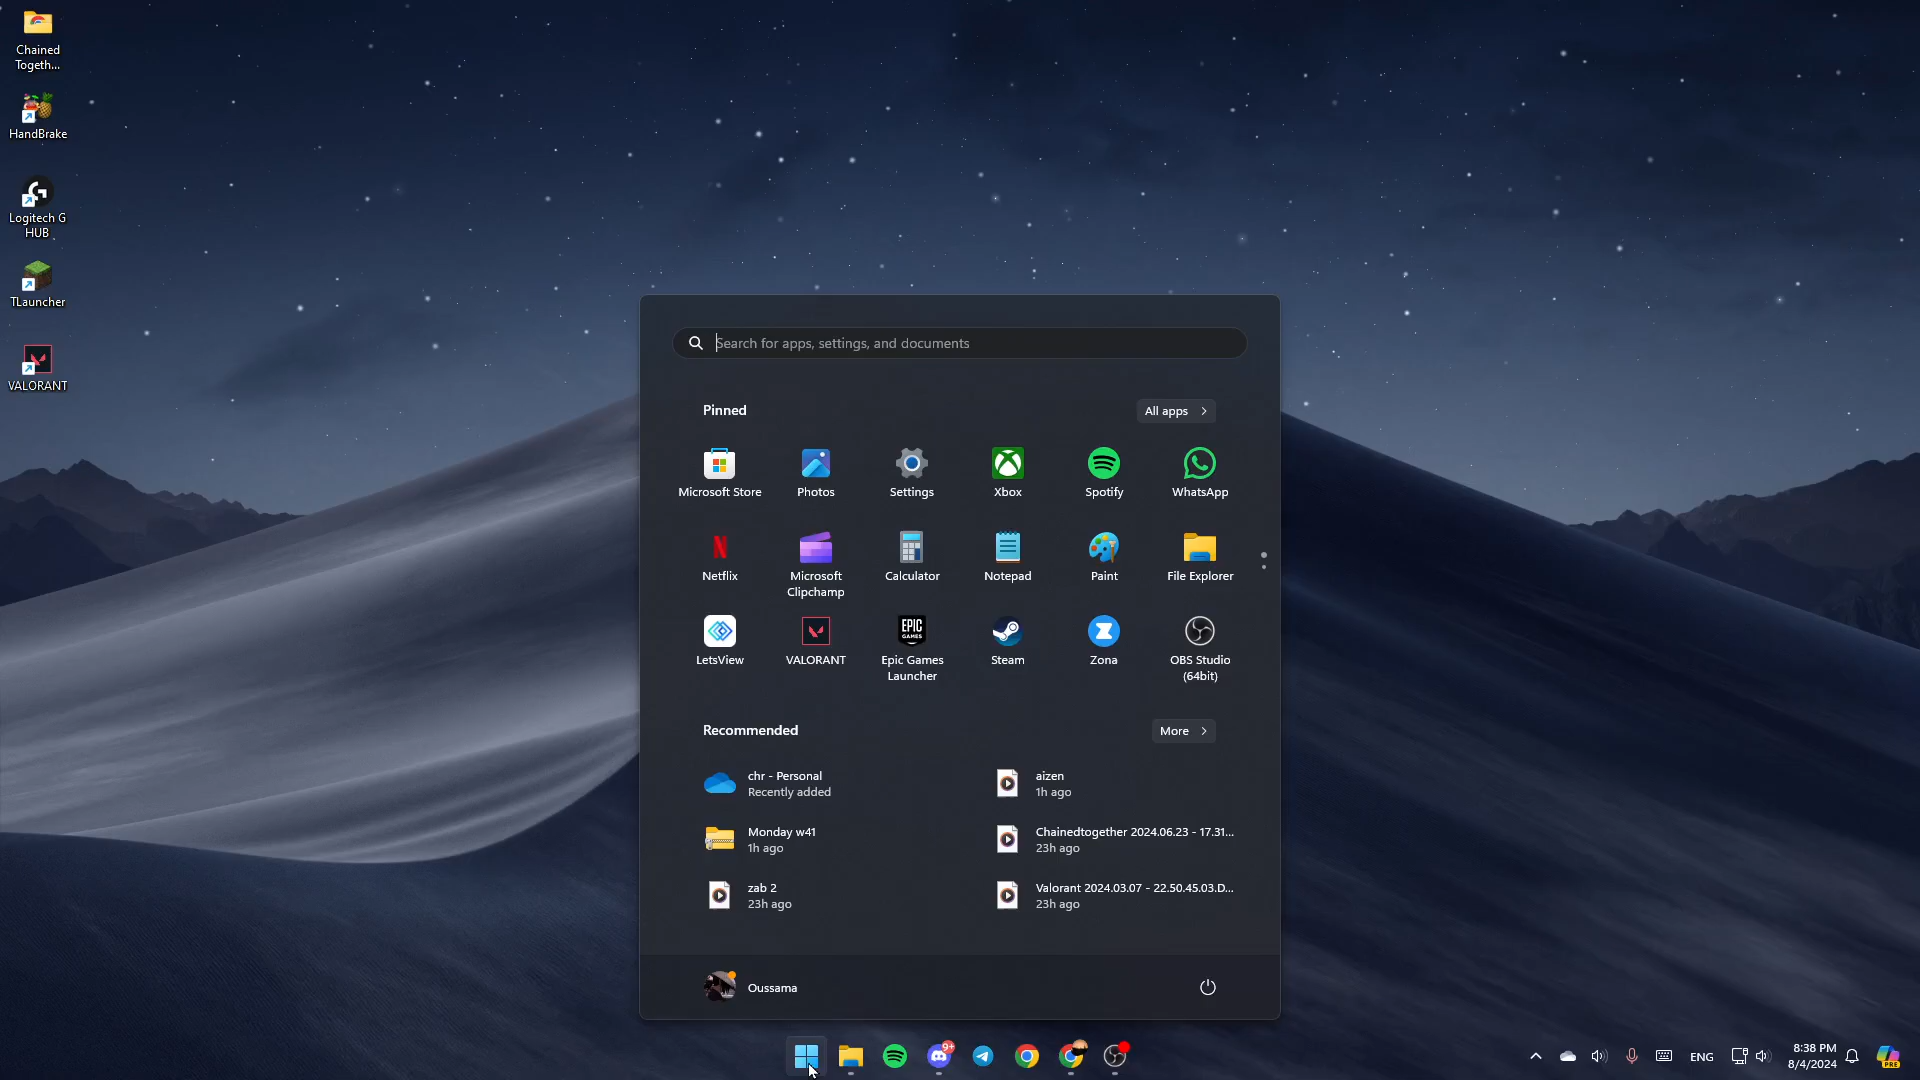 Chained
Togeth...
HandBrake
Logitech G
HUB
TLauncher
VALORANT
Search for apps, settings, and documents
Pinned
All apps
Microsoft Store
Photos
Settings
Xbox
Spotify
WhatsApp
Netflix
Microsoft
Clipchamp
Calculator
Notepad
Paint
File Explorer
LetsView
VALORANT
EPIC
GAMES
Epic Games
Launcher
Steam
Zona
OBS Studio
(64bit)
Recommended
More
chr - Personal
Recently added
aizen
1h ago
Monday w41
1h ago
Chainedtogether 2024.06.23 - 17.31...
23h ago
zab 2
23h ago
Valorant 2024.03.07 - 22.50.45.03.D...
23h ago
Oussama
9+
ENG
8:38 PM
8/4/2024
PRE